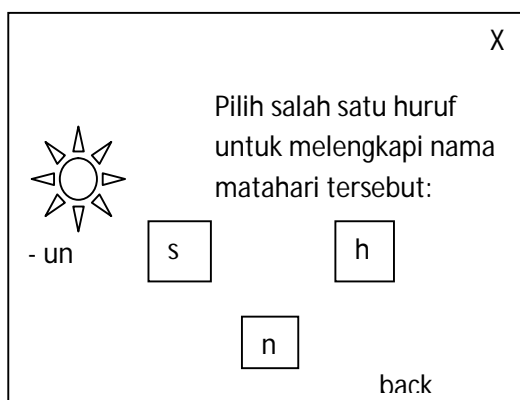 X
Pilih salah satu huruf
untuk melengkapi nama
matahari tersebut:
- un
s
h
n
back